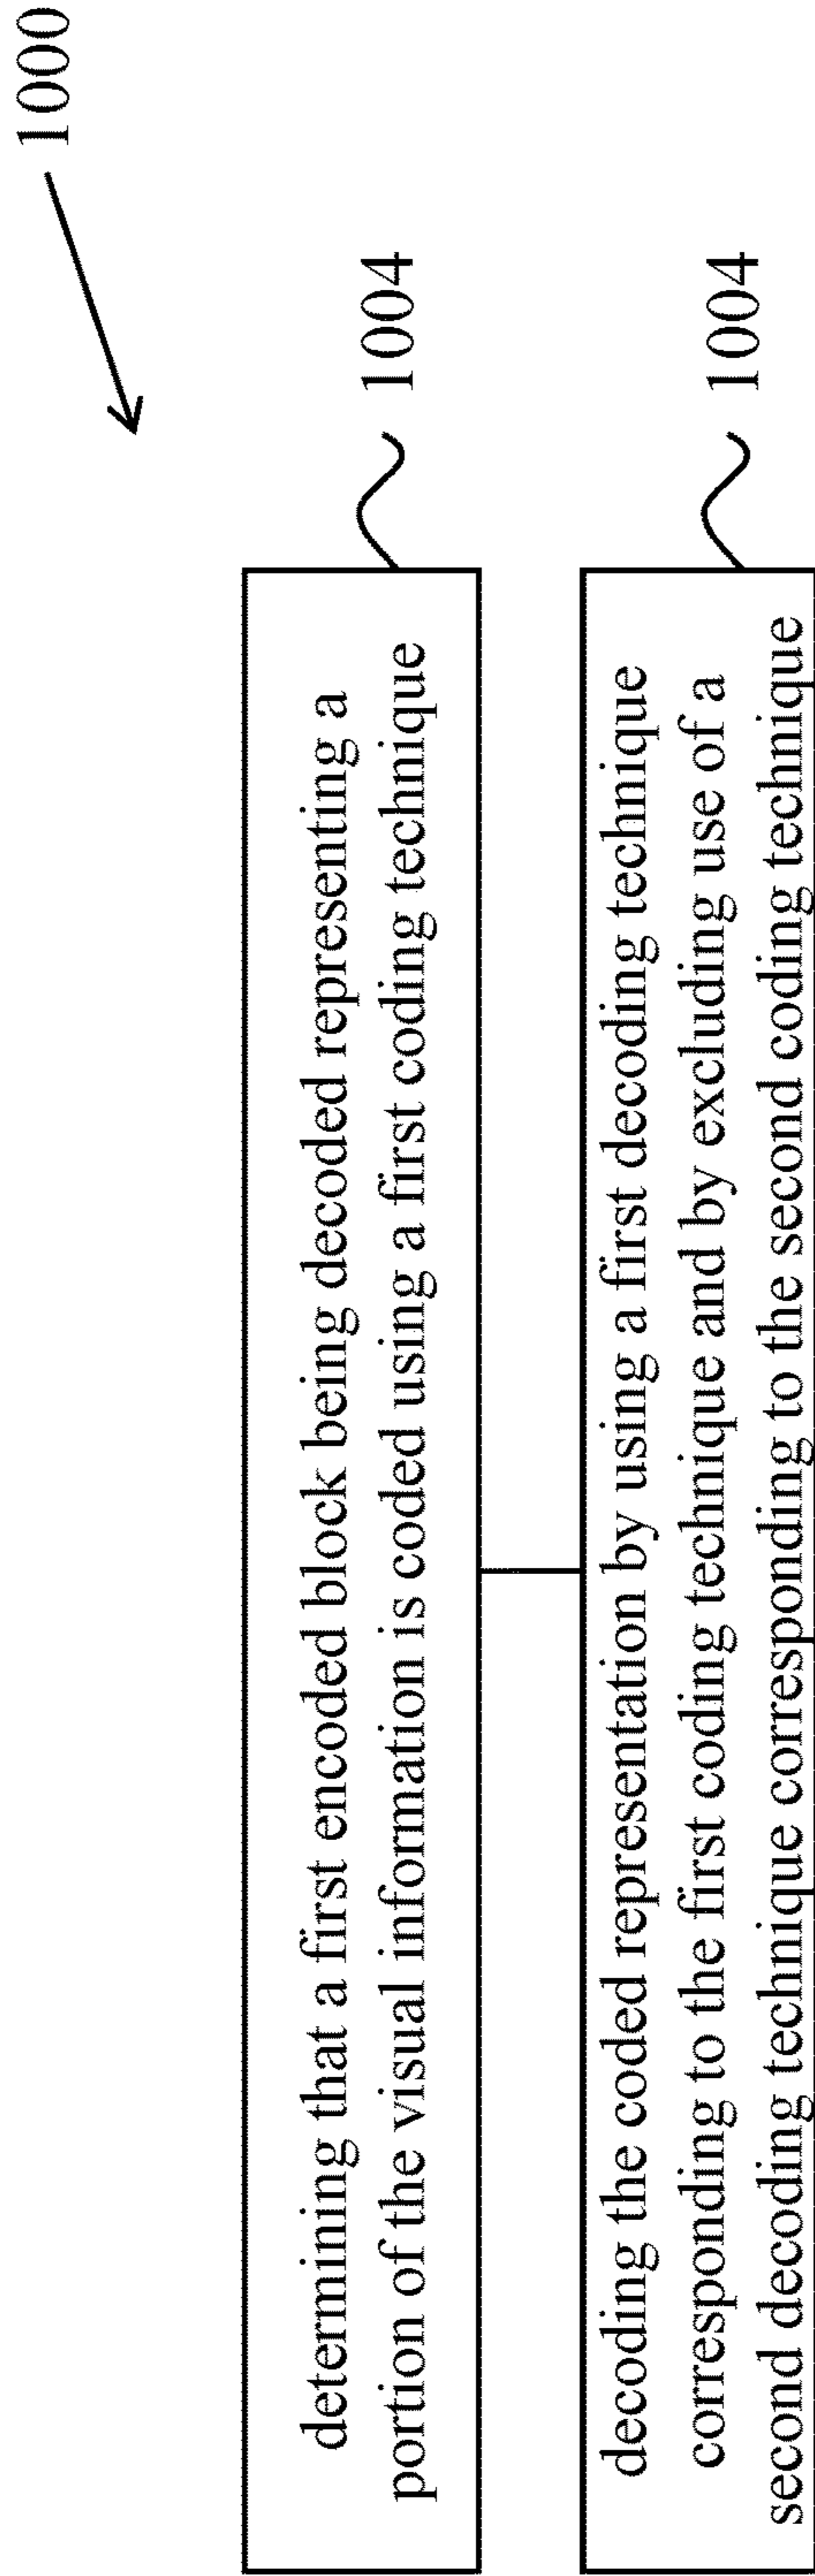 1000
determining that a first encoded block being decoded representing a
portion of the visual information is coded using a first coding technique
1004
decoding the coded representation by using a first decoding technique
corresponding to the first coding technique and by excluding use of a
second decoding technique corresponding to the second coding technique
1004